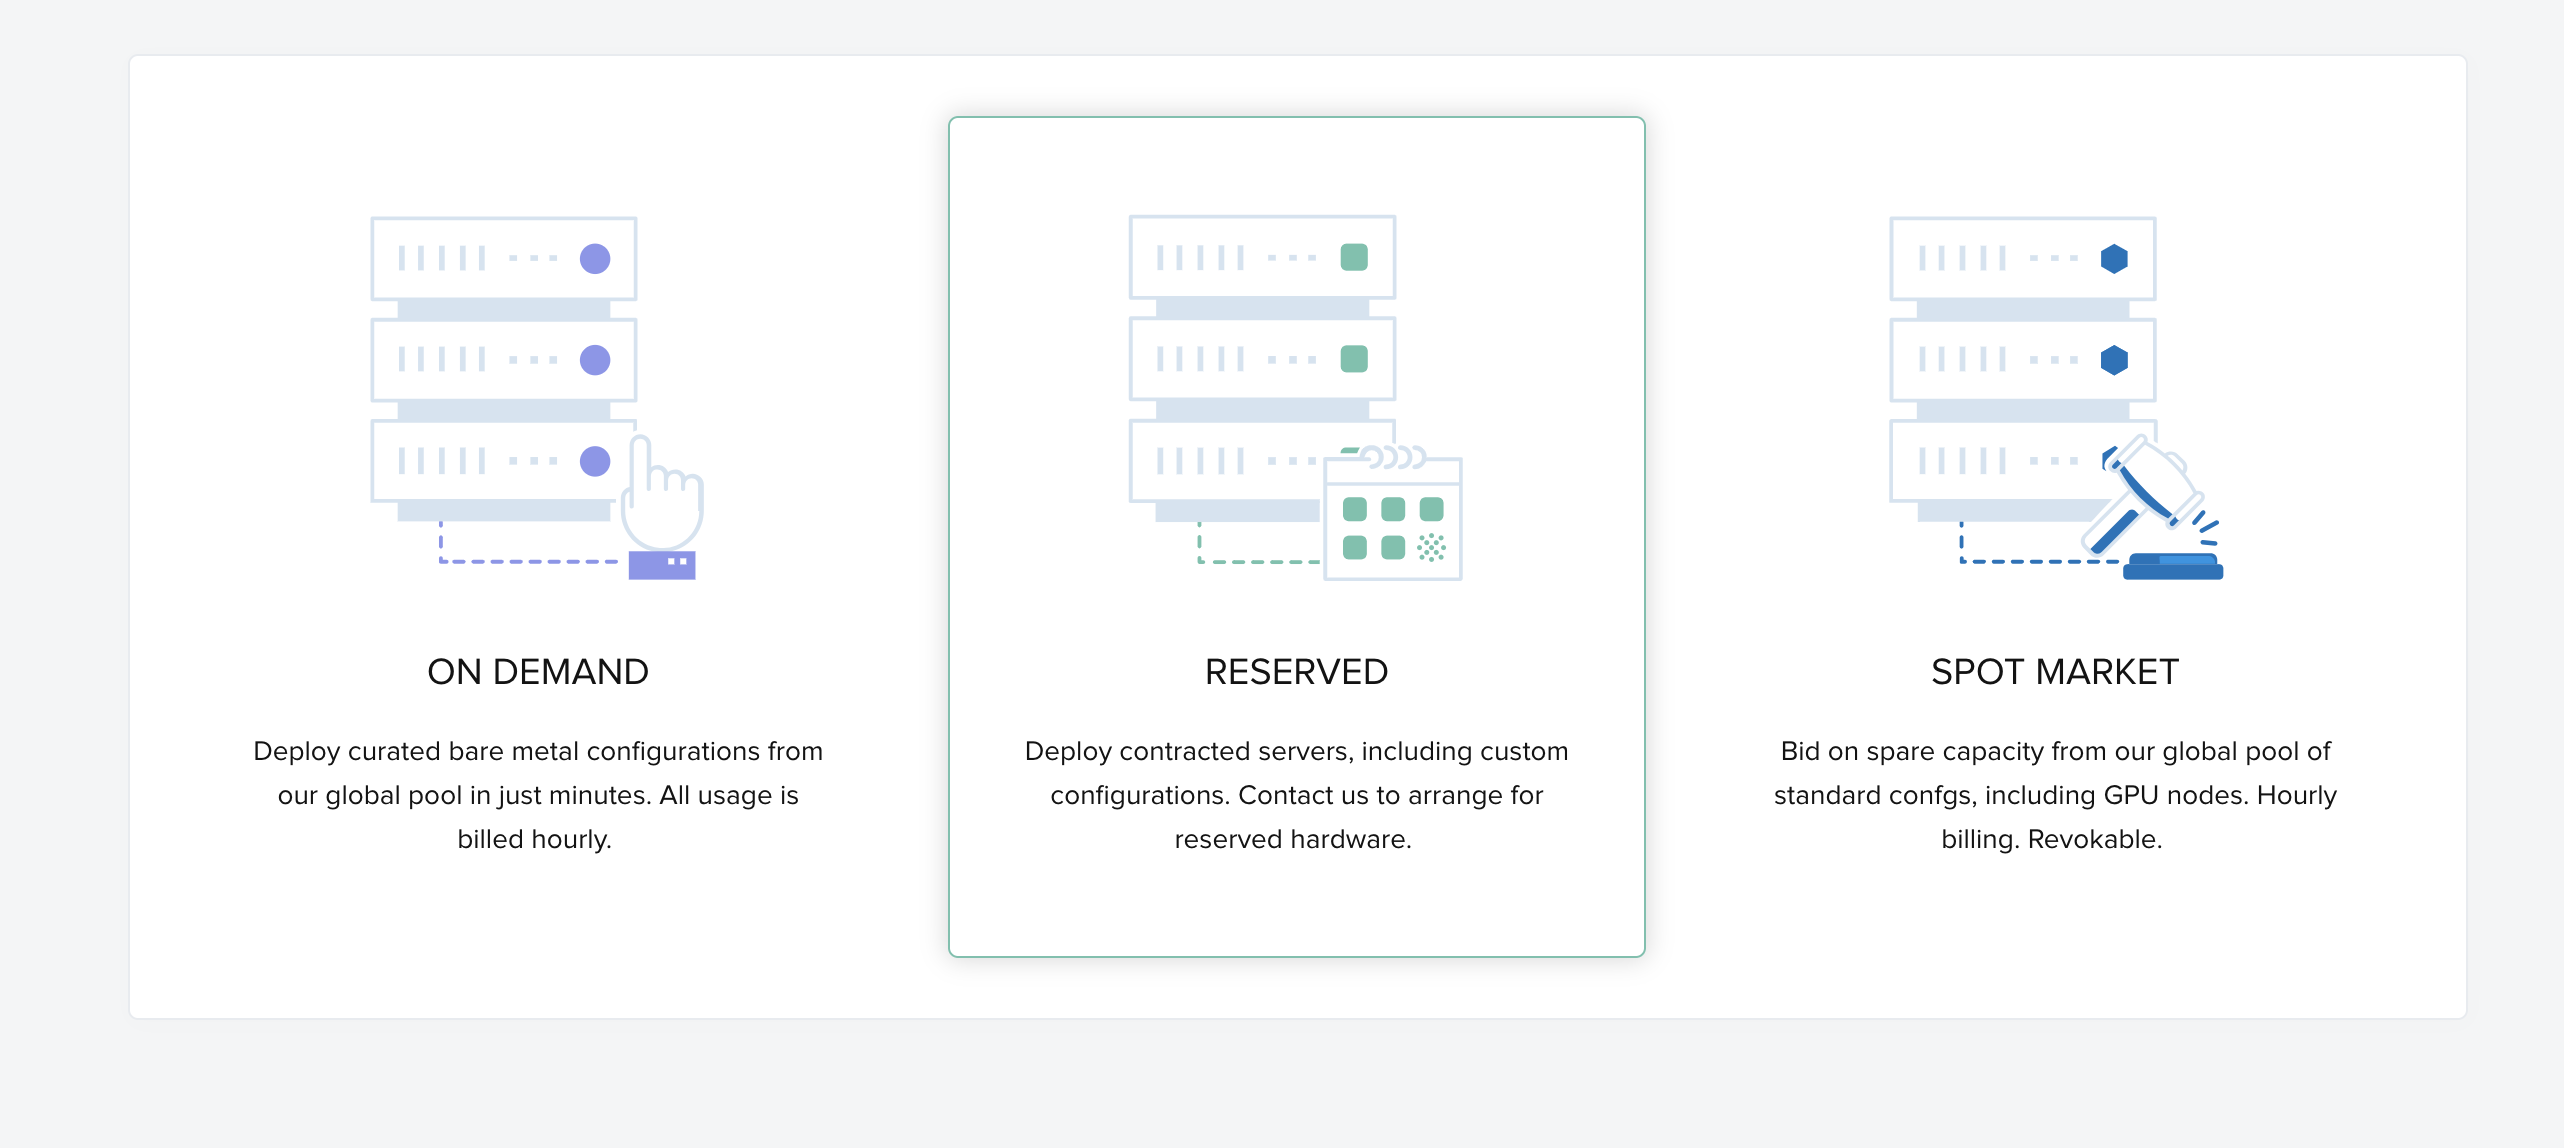 ON DEMAND
Deploy curated bare metal configurations from
our global pool in just minutes. All usage is
billed hourly.
RESERVED
Deploy contracted servers, including custom
configurations. Contact us to arrange for
reserved hardware.
SPOT MARKET
Bid on spare capacity from our global pool of
standard confgs, including GPU nodes. Hourly
billing. Revokable.